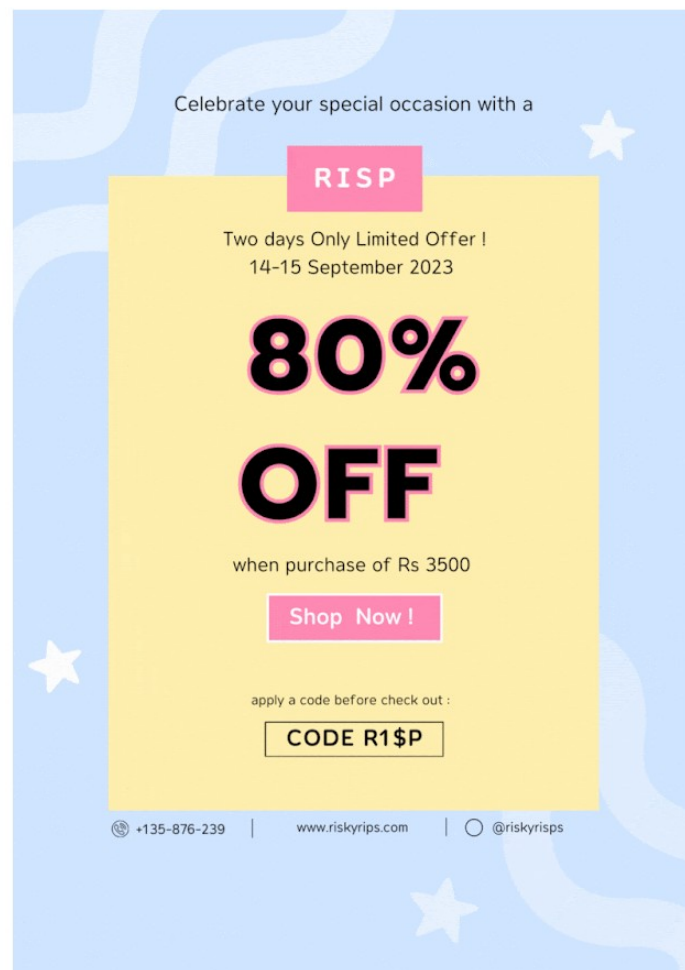 Celebrate your special occasion with a
RISP
Two days Only Limited Offer !
14-15 September 2023
80%
OFF
when purchase of Rs 3500
Shop Now !
apply a code before check out :
CODE R1$P
+135-876-239 | www.riskyrips.com | @riskyrisps